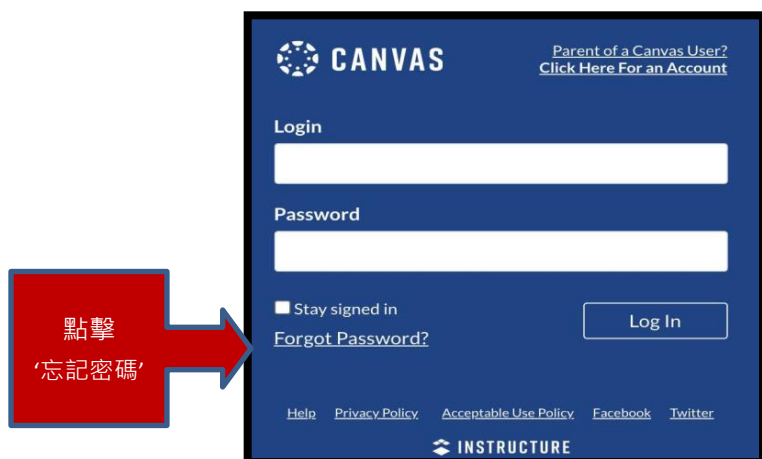 CANVAS
Parent of a Canvas User?
Click Here For an Account
Login
Password
Stay signed in
Forgot Password?
Log In
點擊
‘忘記密碼’
Help Privacy Policy Acceptable Use Policy Facebook Twitter
INSTRUCTURE